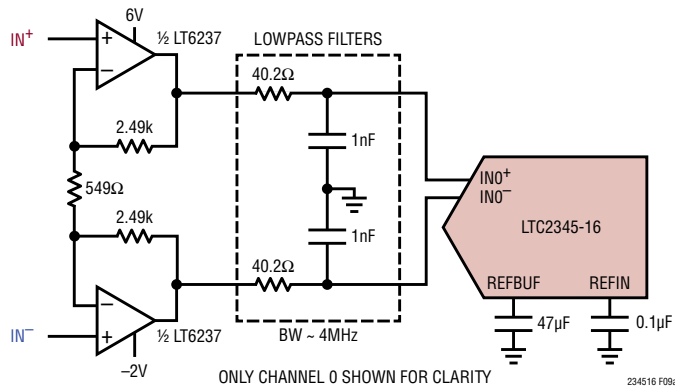 6V
IN+
½ LT6237
LOWPASS FILTERS
40.2Ω
2.49k
1nF
549Ω
IN0+
IN0−
LTC2345-16
2.49k
1nF
40.2Ω
REFBUF
REFIN
½ LT6237
IN−
BW ~ 4MHz
47µF
0.1µF
−2V
ONLY CHANNEL 0 SHOWN FOR CLARITY
234516 F09a